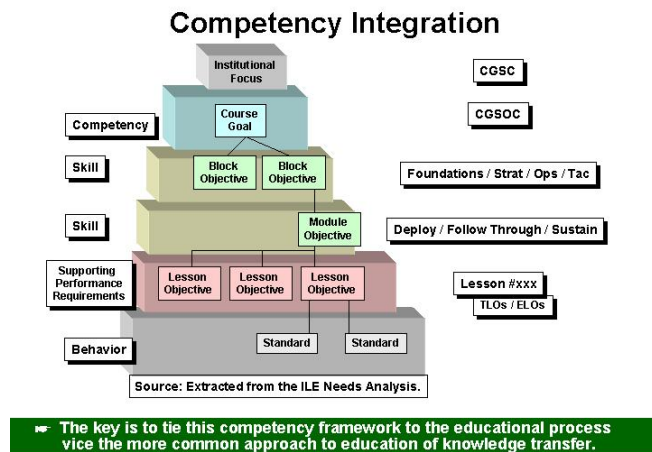 Competency Integration
Institutional
Focus
CGSC
Competency
Course
Goal
CGSOC
Skill
Block
Objective
Block
Objective
Foundations / Strat / Ops / Tac
Skill
Module
Objective
Deploy / Follow Through / Sustain
Supporting
Performance
Requirements
Lesson
Objective
Lesson
Objective
Lesson
Objective
Lesson #xxx
TLOs / ELOs
Behavior
Standard
Standard
Source: Extracted from the ILE Needs Analysis.
☛ The key is to tie this competency framework to the educational process
vice the more common approach to education of knowledge transfer.